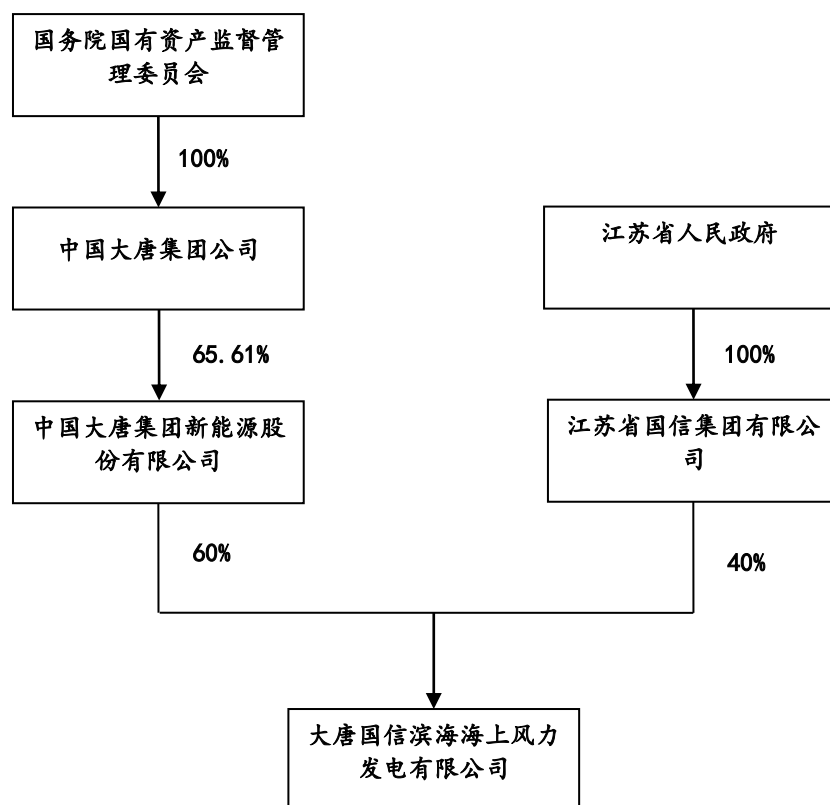 国务院国有资产监督管
理委员会
100%
中国大唐集团公司
江苏省人民政府
65.61%
100%
中国大唐集团新能源股
份有限公司
江苏省国信集团有限公
司
60%
40%
大唐国信滨海海上风力
发电有限公司